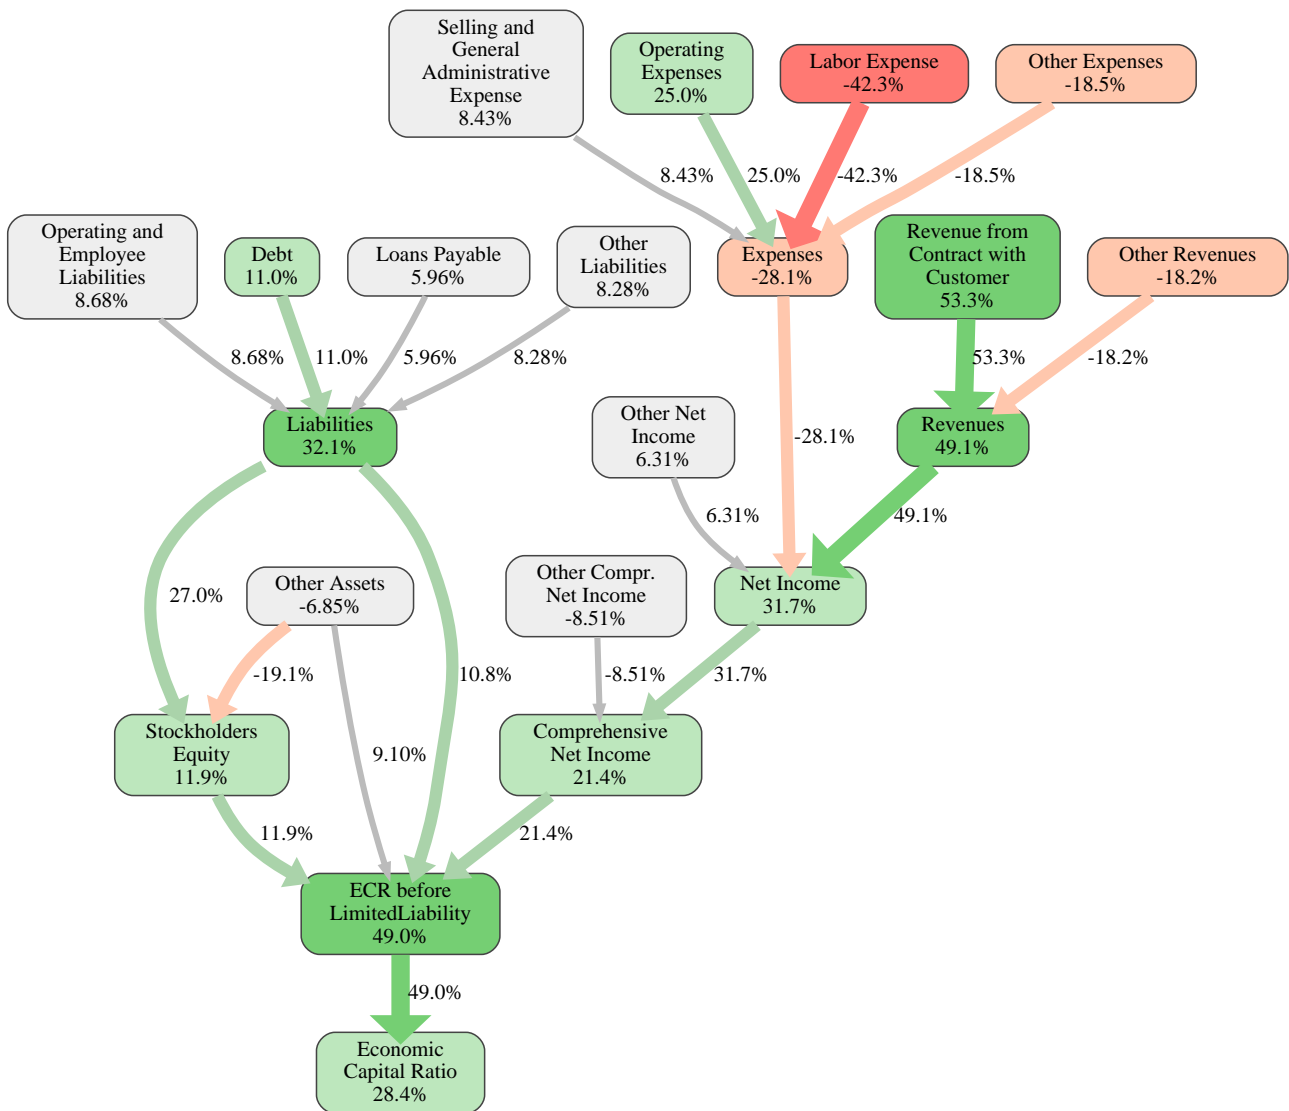 Selling and
General
Administrative
Expense
8.43%
Operating
Expenses
25.0%
Labor Expense
-42.3%
Other Expenses
-18.5%
8.43%
25.0%
-42.3%
-18.5%
Operating and
Employee
Liabilities
8.68%
Debt
11.0%
Loans Payable
5.96%
Other
Liabilities
8.28%
Expenses
-28.1%
Revenue from
Contract with
Customer
53.3%
Other Revenues
-18.2%
8.68%
11.0%
5.96%
8.28%
53.3%
-18.2%
Liabilities
32.1%
Other Net
Income
6.31%
-28.1%
Revenues
49.1%
6.31%
49.1%
27.0%
Other Assets
-6.85%
Other Compr.
Net Income
-8.51%
Net Income
31.7%
-19.1%
10.8%
-8.51%
31.7%
Stockholders
Equity
11.9%
9.10%
Comprehensive
Net Income
21.4%
11.9%
21.4%
ECR before
LimitedLiability
49.0%
49.0%
Economic
Capital Ratio
28.4%